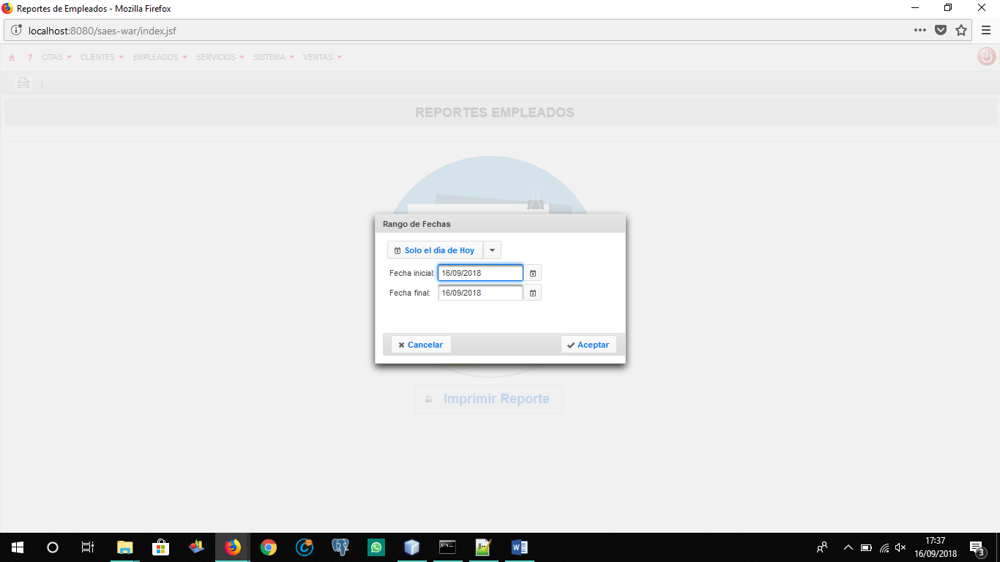 Reportes de Empleados - Mozilla Firefox
localhost:8080/saes-war/index.jsf
? CITAS CLIENTES EMPLEADOS SERVICIOS SISTEMA VENTAS
REPORTES EMPLEADOS
Rango de Fechas
Solo el día de Hoy
Fecha inicial: 16/09/2018
Fecha final: 16/09/2018
Cancelar Aceptar
Imprimir Reporte
17:37
16/09/2018
3